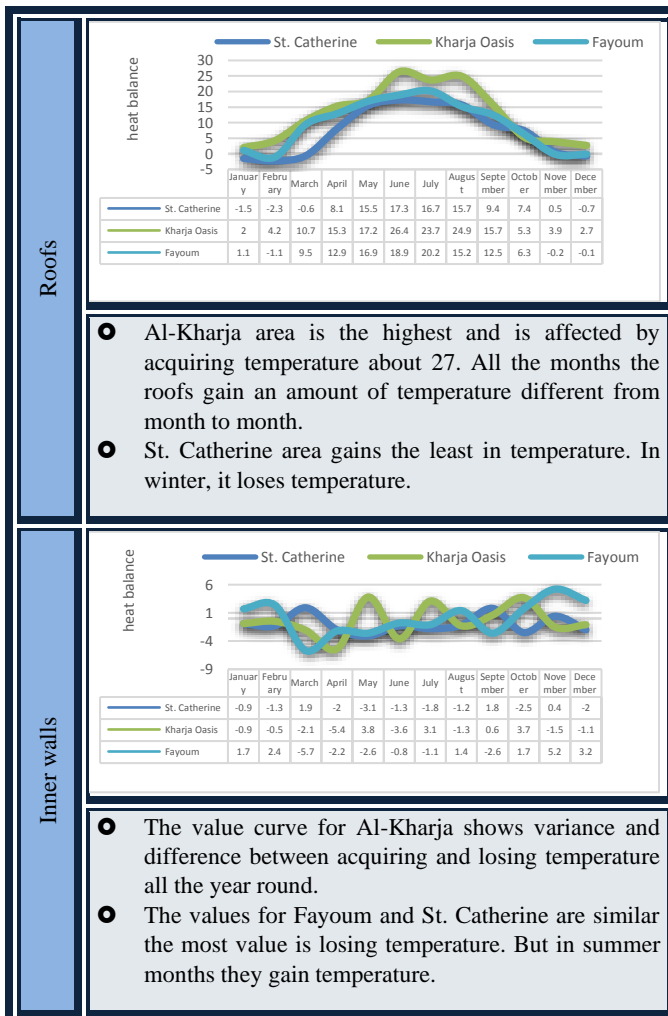 Roofs
St. Catherine Kharja Oasis Fayoum
heat balance
30
25
20
15
10
5
0
-5
Januar
y Febru
ary March April May June July Augus
t Septe
mber Octob
er Nove
mber Dece
mber
St. Catherine -1.5 -2.3 -0.6 8.1 15.5 17.3 16.7 15.7 9.4 7.4 0.5 -0.7
Kharja Oasis 2 4.2 10.7 15.3 17.2 26.4 23.7 24.9 15.7 5.3 3.9 2.7
Fayoum 1.1 -1.1 9.5 12.9 16.9 18.9 20.2 15.2 12.5 6.3 -0.2 -0.1
Al-Kharja area is the highest and is affected by
acquiring temperature about 27. All the months the
roofs gain an amount of temperature different from
month to month.
St. Catherine area gains the least in temperature. In
winter, it loses temperature.
Inner walls
St. Catherine Kharja Oasis Fayoum
heat balance
6
1
-4
-9
Januar
y Febru
ary March April May June July Augus
t Septe
mber Octob
er Nove
mber Dece
mber
St. Catherine -0.9 -1.3 1.9 -2 -3.1 -1.3 -1.8 -1.2 1.8 -2.5 0.4 -2
Kharja Oasis -0.9 -0.5 -2.1 -5.4 3.8 -3.6 3.1 -1.3 0.6 3.7 -1.5 -1.1
Fayoum 1.7 2.4 -5.7 -2.2 -2.6 -0.8 -1.1 1.4 -2.6 1.7 5.2 3.2
The value curve for Al-Kharja shows variance and
difference between acquiring and losing temperature
all the year round.
The values for Fayoum and St. Catherine are similar
the most value is losing temperature. But in summer
months they gain temperature.